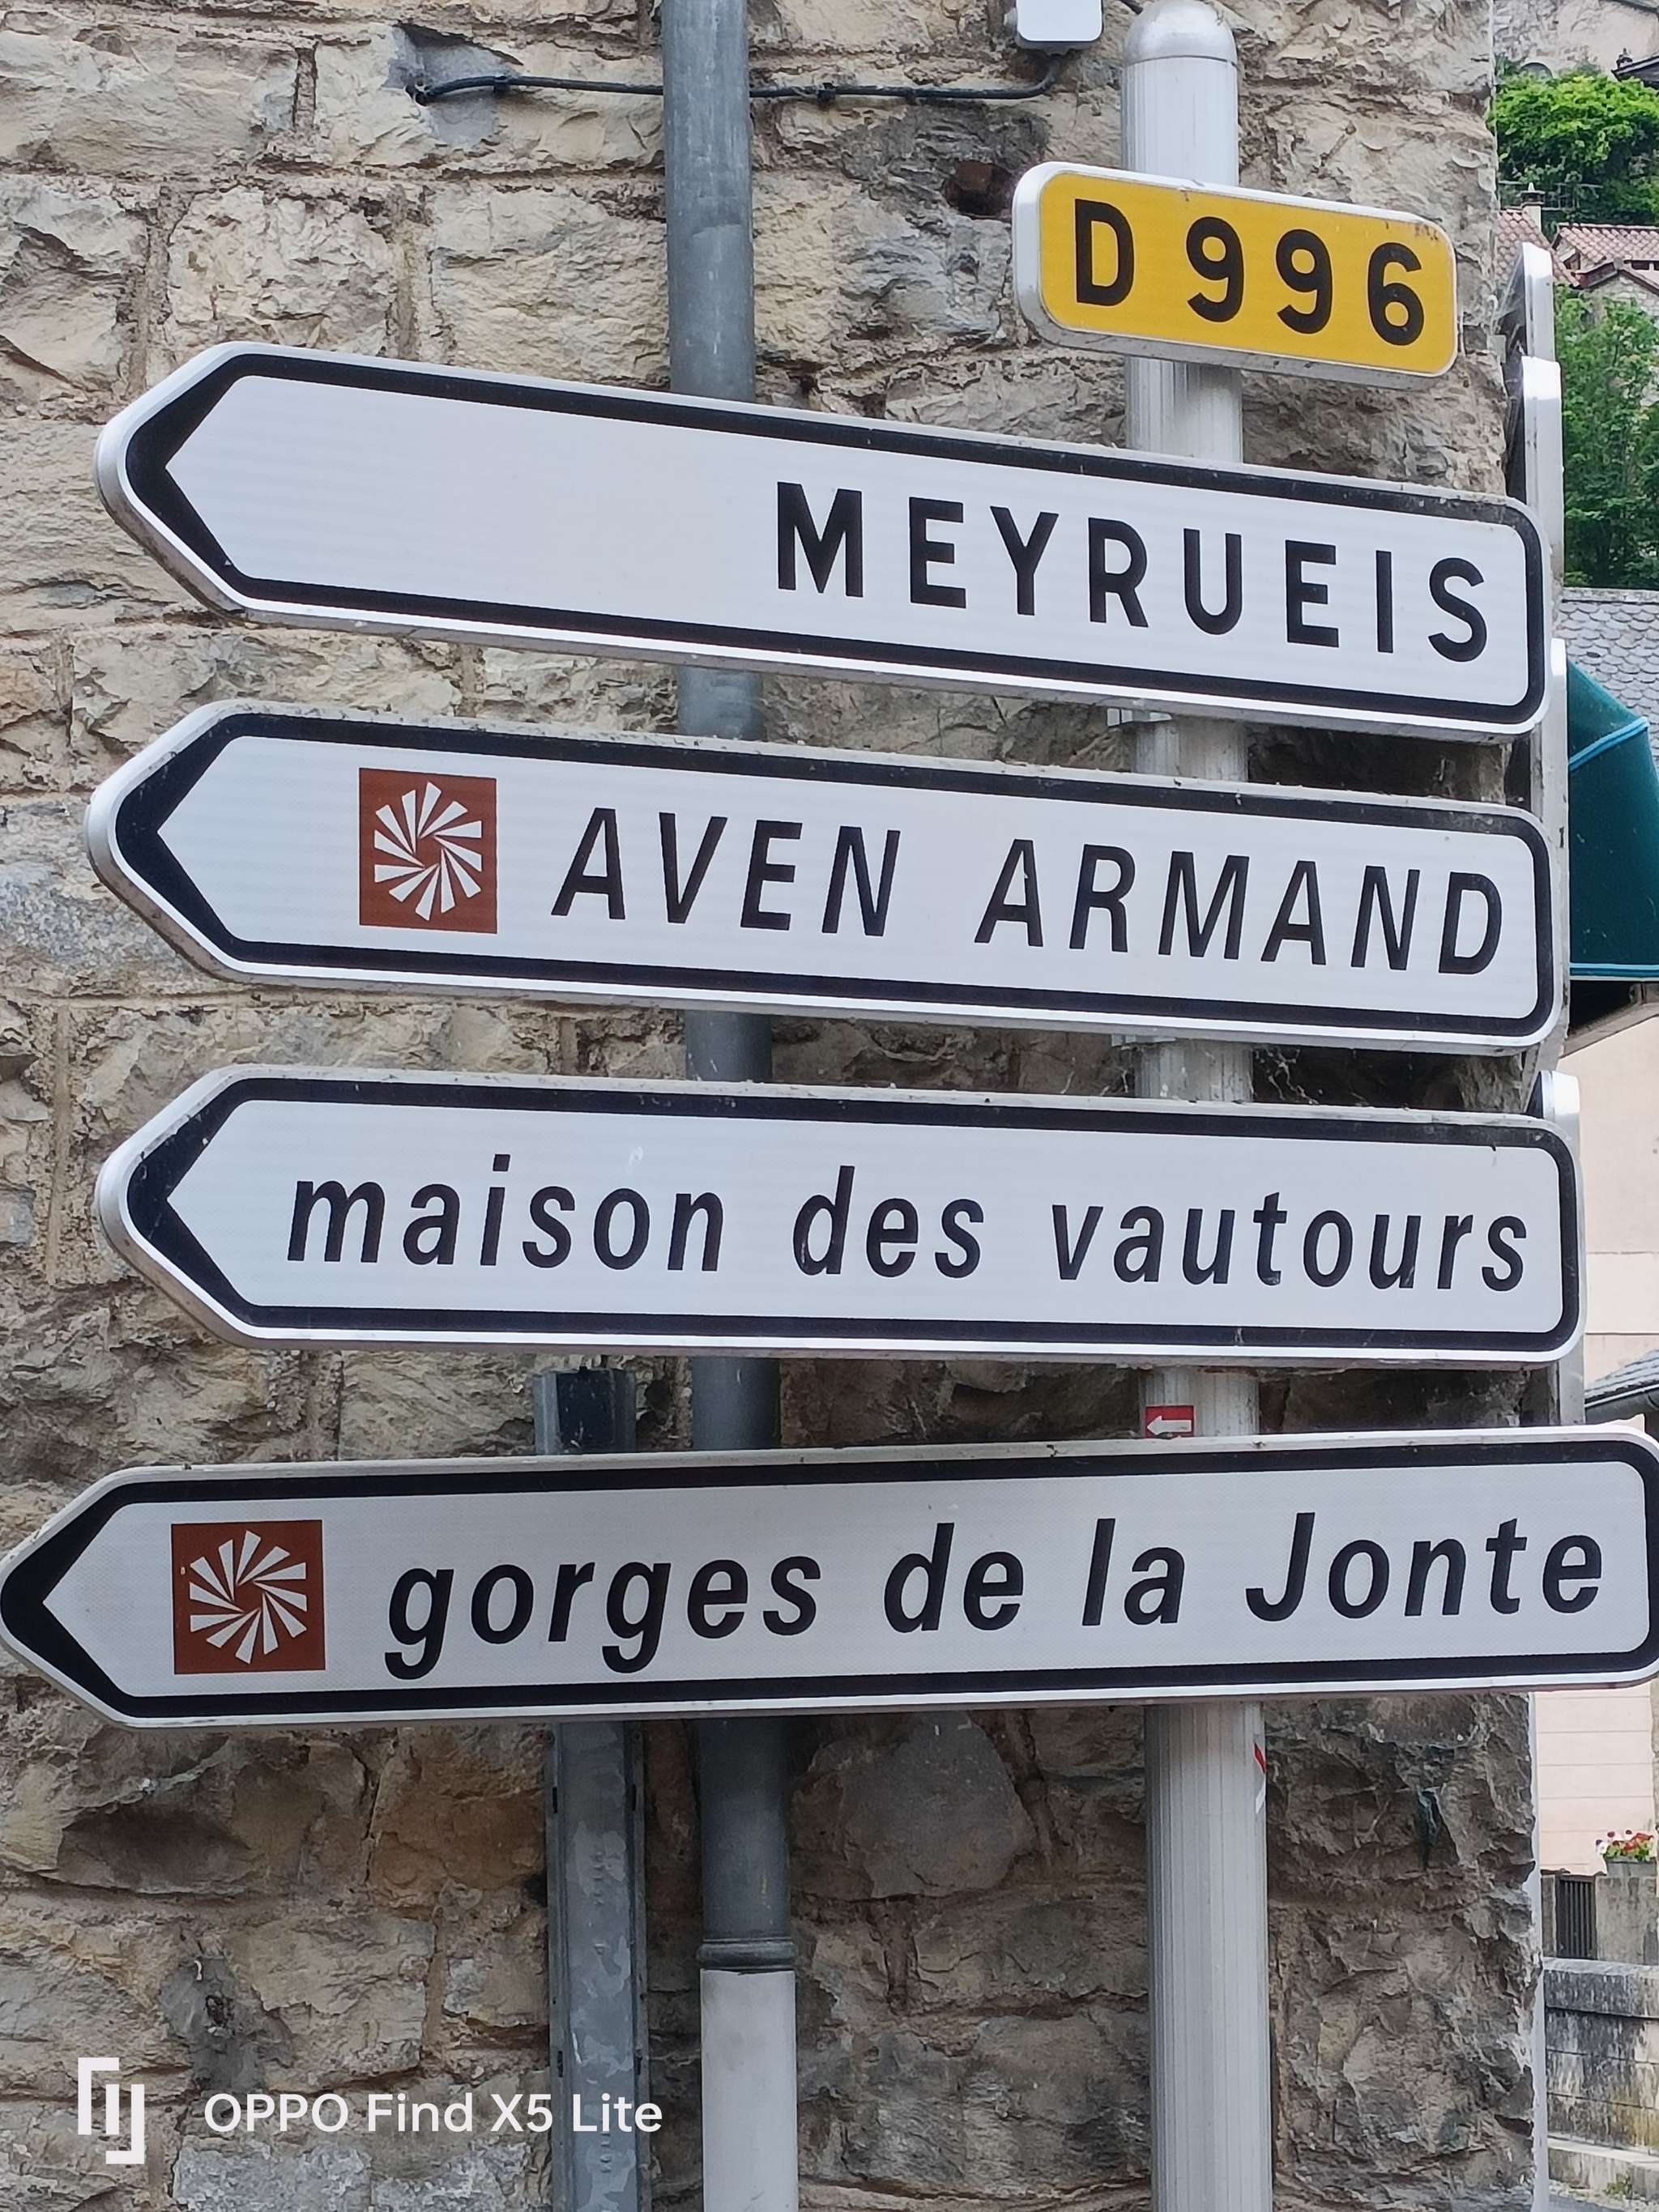 D 996
MEYRUEIS
AVEN ARMAND
maison des vautours
gorges de la Jonte
OPPO Find X5 Lite